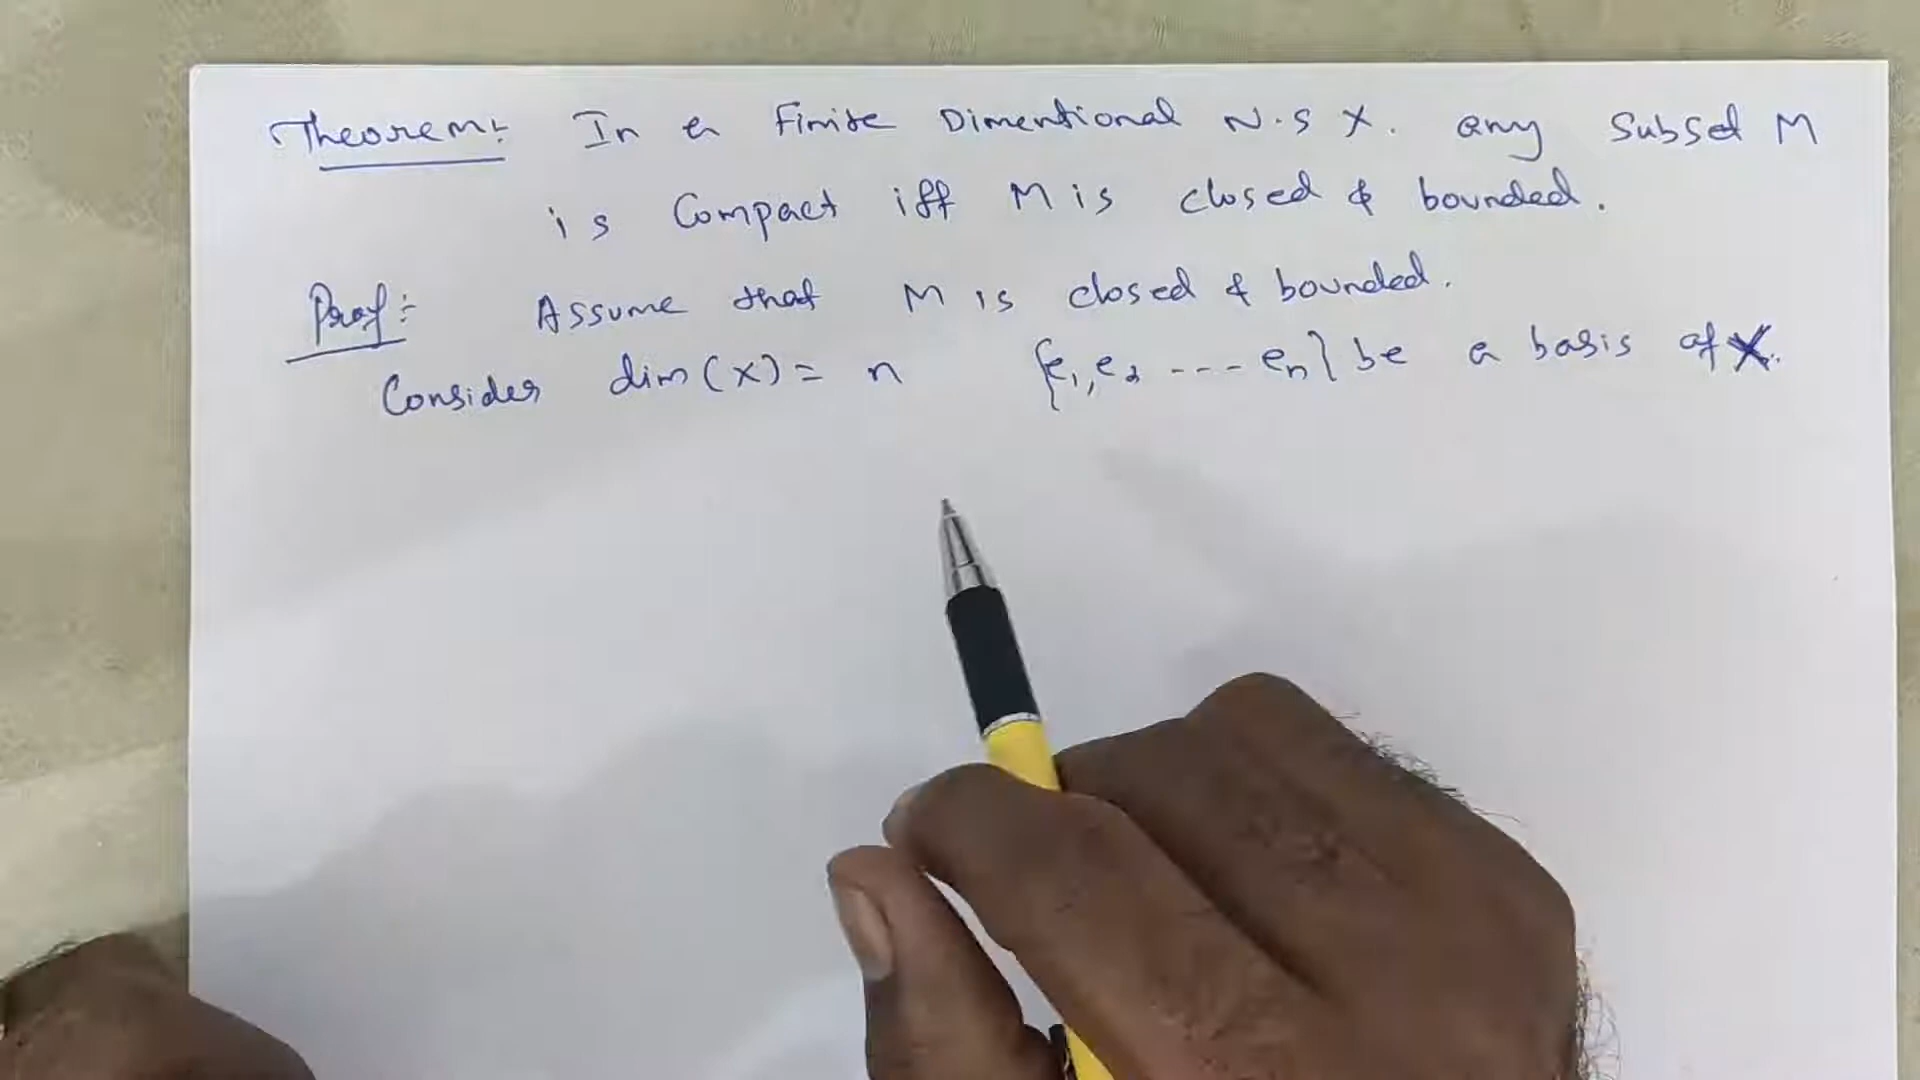 Theorem:- In a Finite Dimentional N.S X. any Subset M
is Compact iff M is closed & bounded.
Proof:- Assume that M is closed & bounded.
Consider dim(X) = n {e₁,e₂ --- eₙ} be a basis of X.